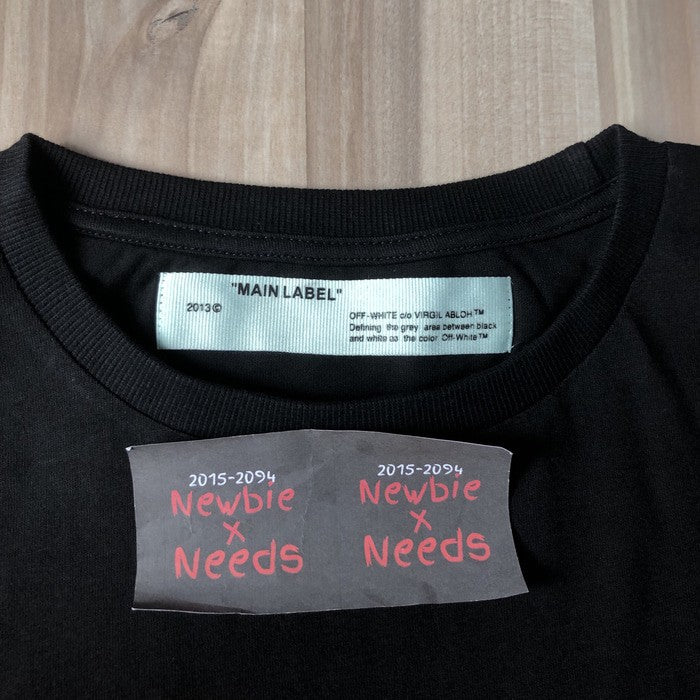 "MAIN LABEL"
2013©
OFF-WHITE c/o VIRGIL ABLOH™
Defining the grey area between black
and white as the color Off-White™
2015-2094
Newbie
x
Needs
2015-2094
Newbie
x
Needs